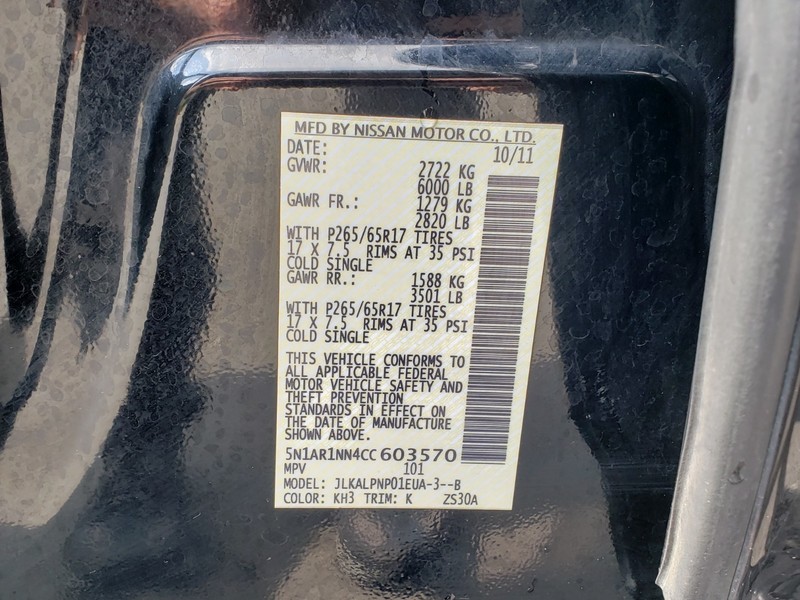 MFD BY NISSAN MOTOR CO., LTD.
DATE: 10/11
GVWR: 2722 KG
6000 LB
GAWR FR.: 1279 KG
2820 LB
WITH P265/65R17 TIRES
17 X 7.5 RIMS AT 35 PSI
COLD SINGLE
GAWR RR.: 1588 KG
3501 LB
WITH P265/65R17 TIRES
17 X 7.5 RIMS AT 35 PSI
COLD SINGLE
THIS VEHICLE CONFORMS TO
ALL APPLICABLE FEDERAL
MOTOR VEHICLE SAFETY AND
THEFT PREVENTION
STANDARDS IN EFFECT ON
THE DATE OF MANUFACTURE
SHOWN ABOVE.
5N1AR1NN4CC603570
MPV 101
MODEL: JLKALPNP01EUA-3--B
COLOR: KH3 TRIM: K ZS30A